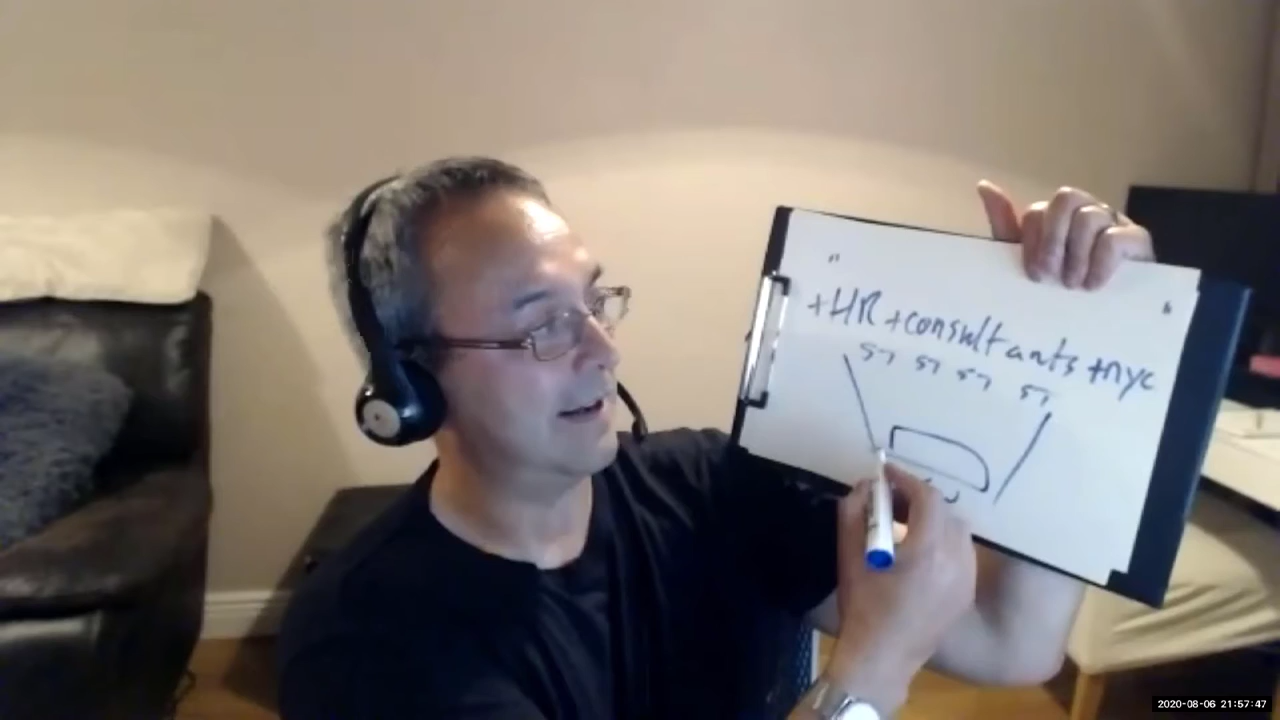 "
"
+HR +consultants +nyc
57 57 57 57
2020-08-06 21:57:47